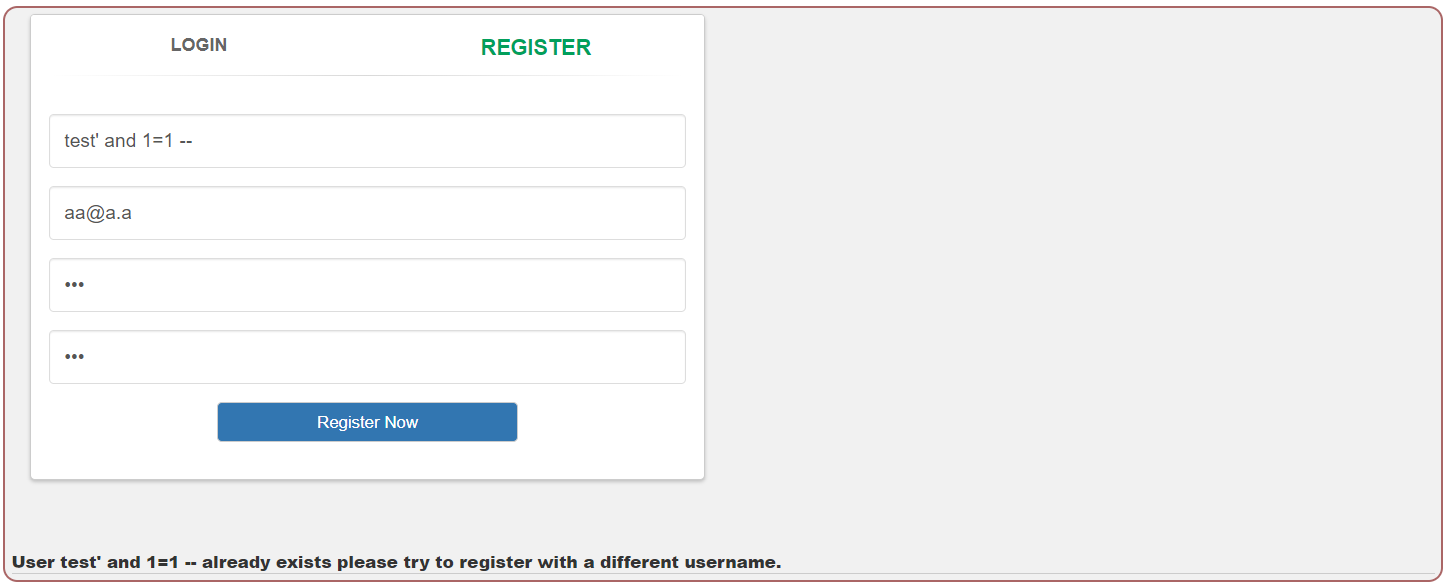 LOGIN
REGISTER
test' and 1=1 --
aa@a.a
•••
•••
Register Now
User test' and 1=1 -- already exists please try to register with a different username.